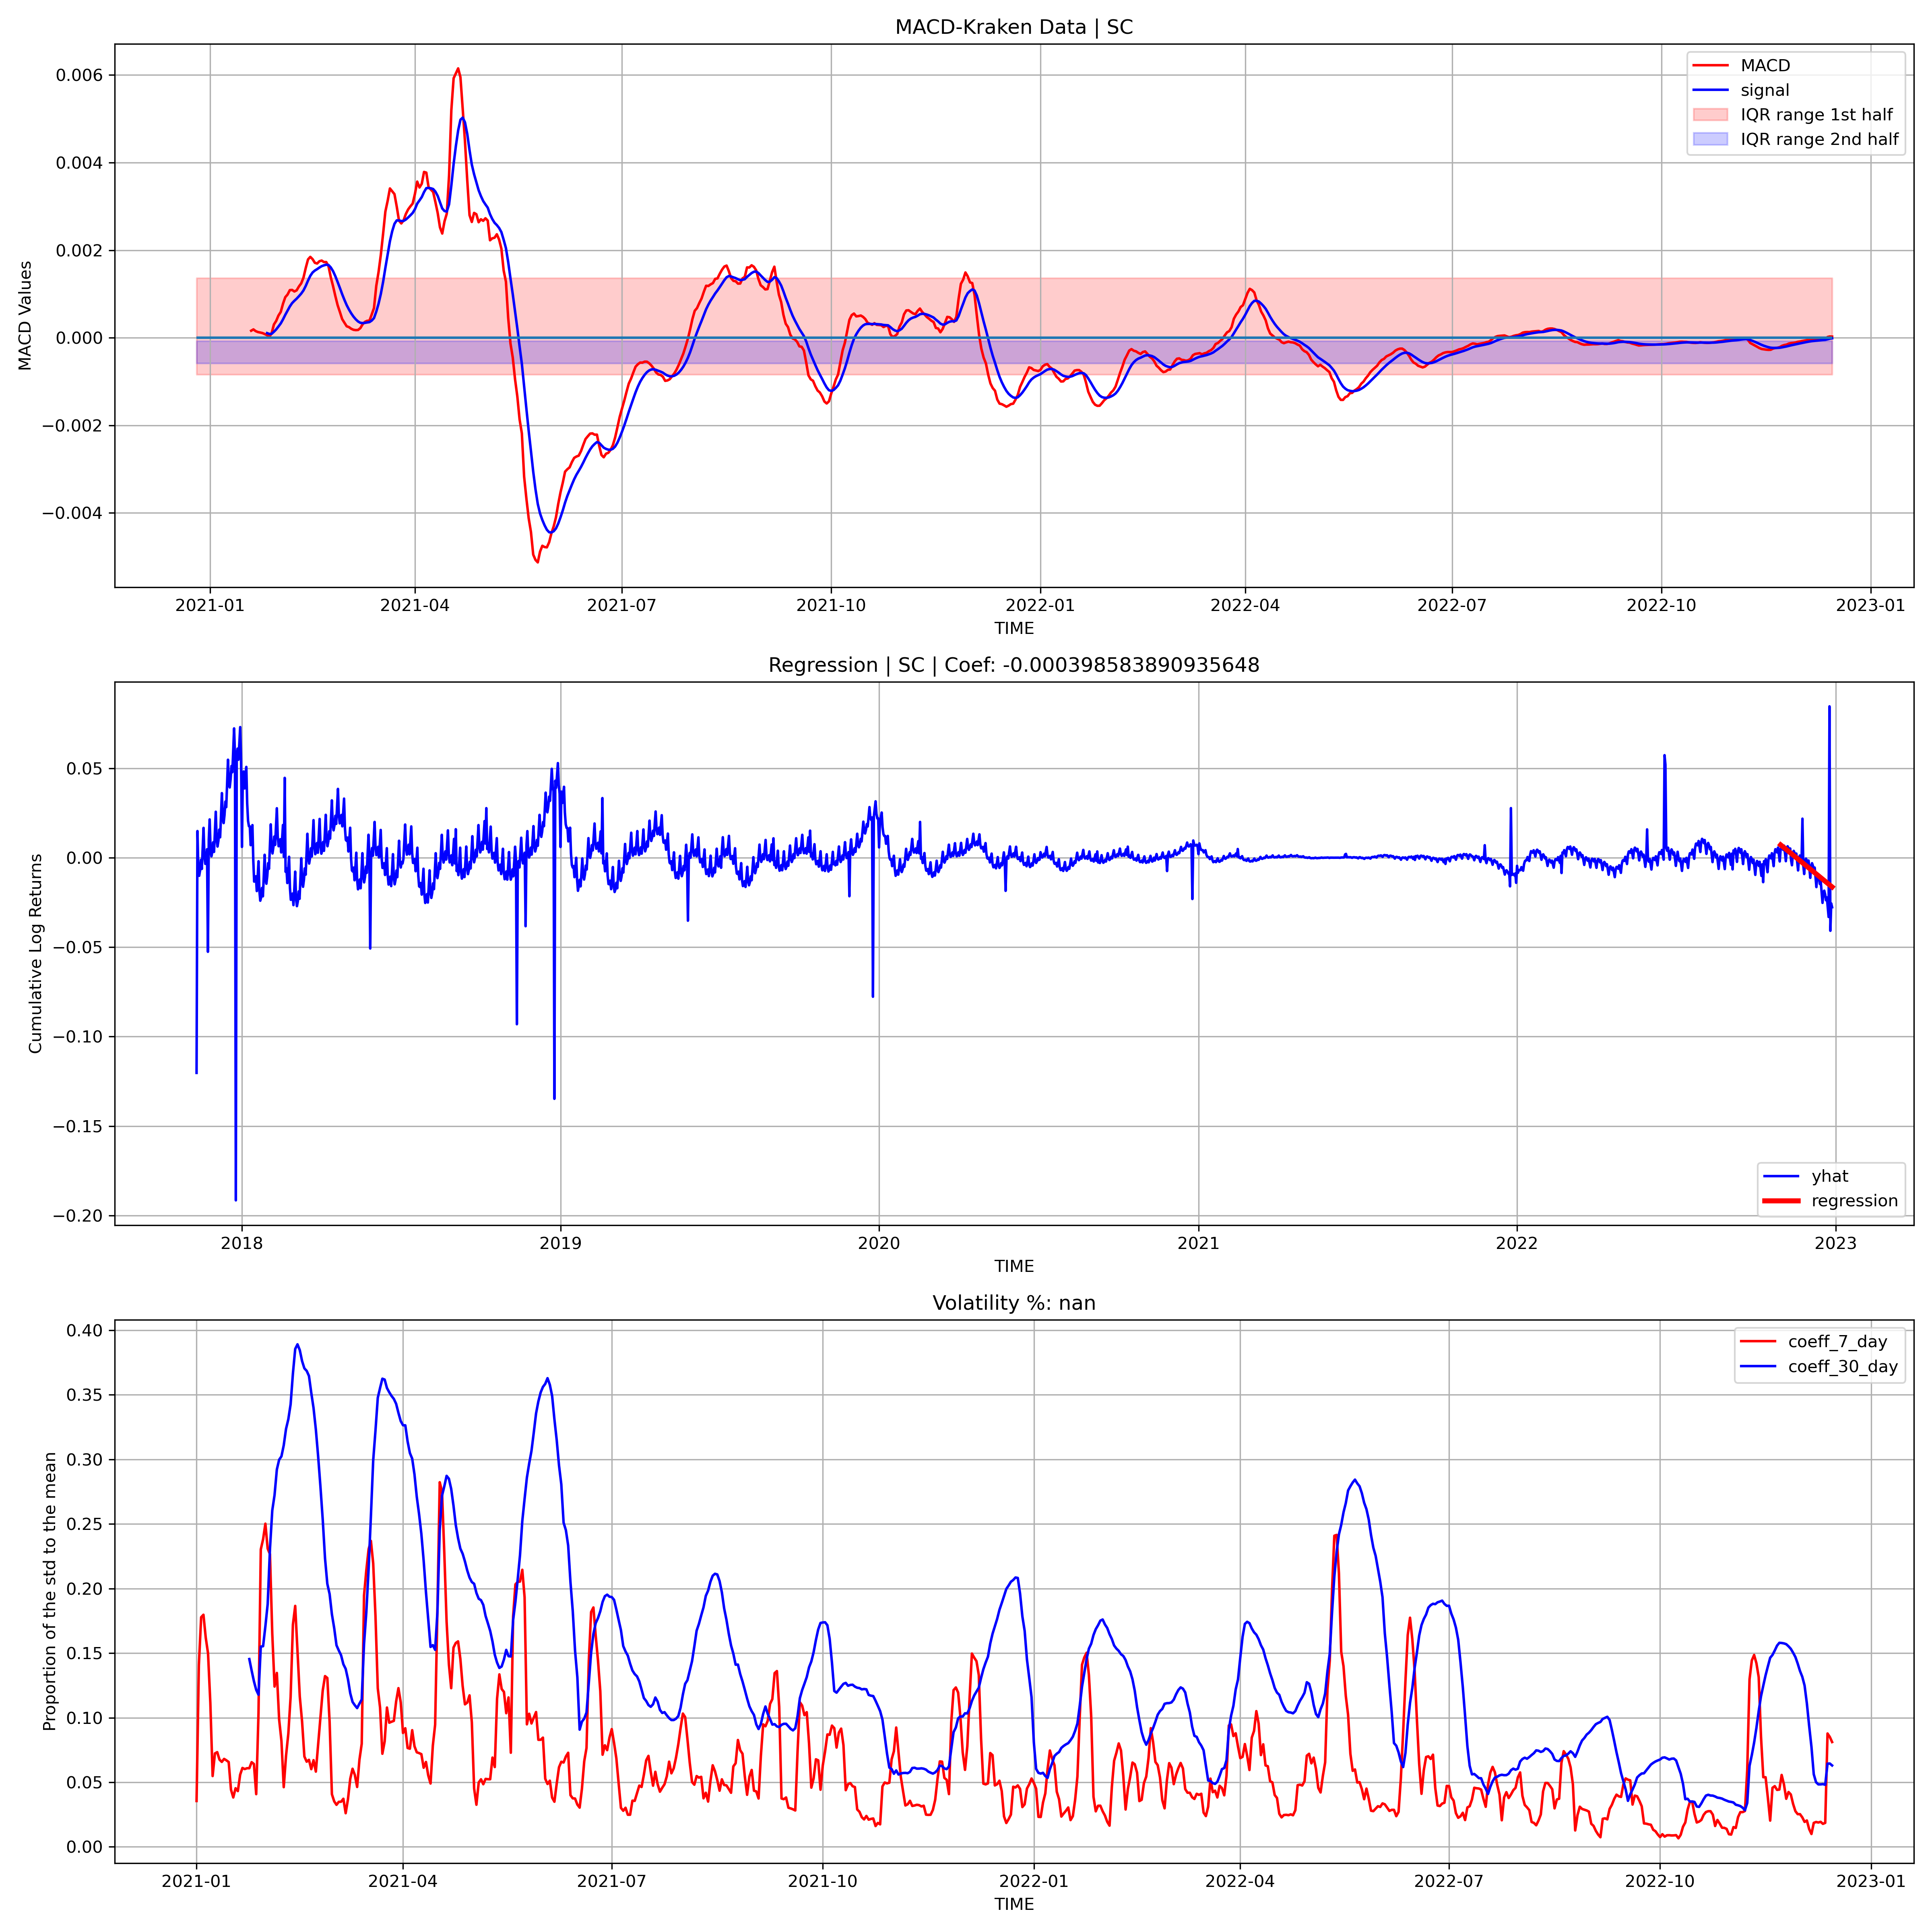 MACD-Kraken Data | SC
MACD
signal
IQR range 1st half
IQR range 2nd half
0.006
0.004
0.002
0.000
−0.002
−0.004
MACD Values
2021-01 2021-04 2021-07 2021-10 2022-01 2022-04 2022-07 2022-10 2023-01
TIME
Regression | SC | Coef: -0.000398583890935648
0.05
0.00
−0.05
−0.10
−0.15
−0.20
Cumulative Log Returns
yhat
regression
2018 2019 2020 2021 2022 2023
TIME
Volatility %: nan
coeff_7_day
coeff_30_day
0.40
0.35
0.30
0.25
0.20
0.15
0.10
0.05
0.00
Proportion of the std to the mean
2021-01 2021-04 2021-07 2021-10 2022-01 2022-04 2022-07 2022-10 2023-01
TIME